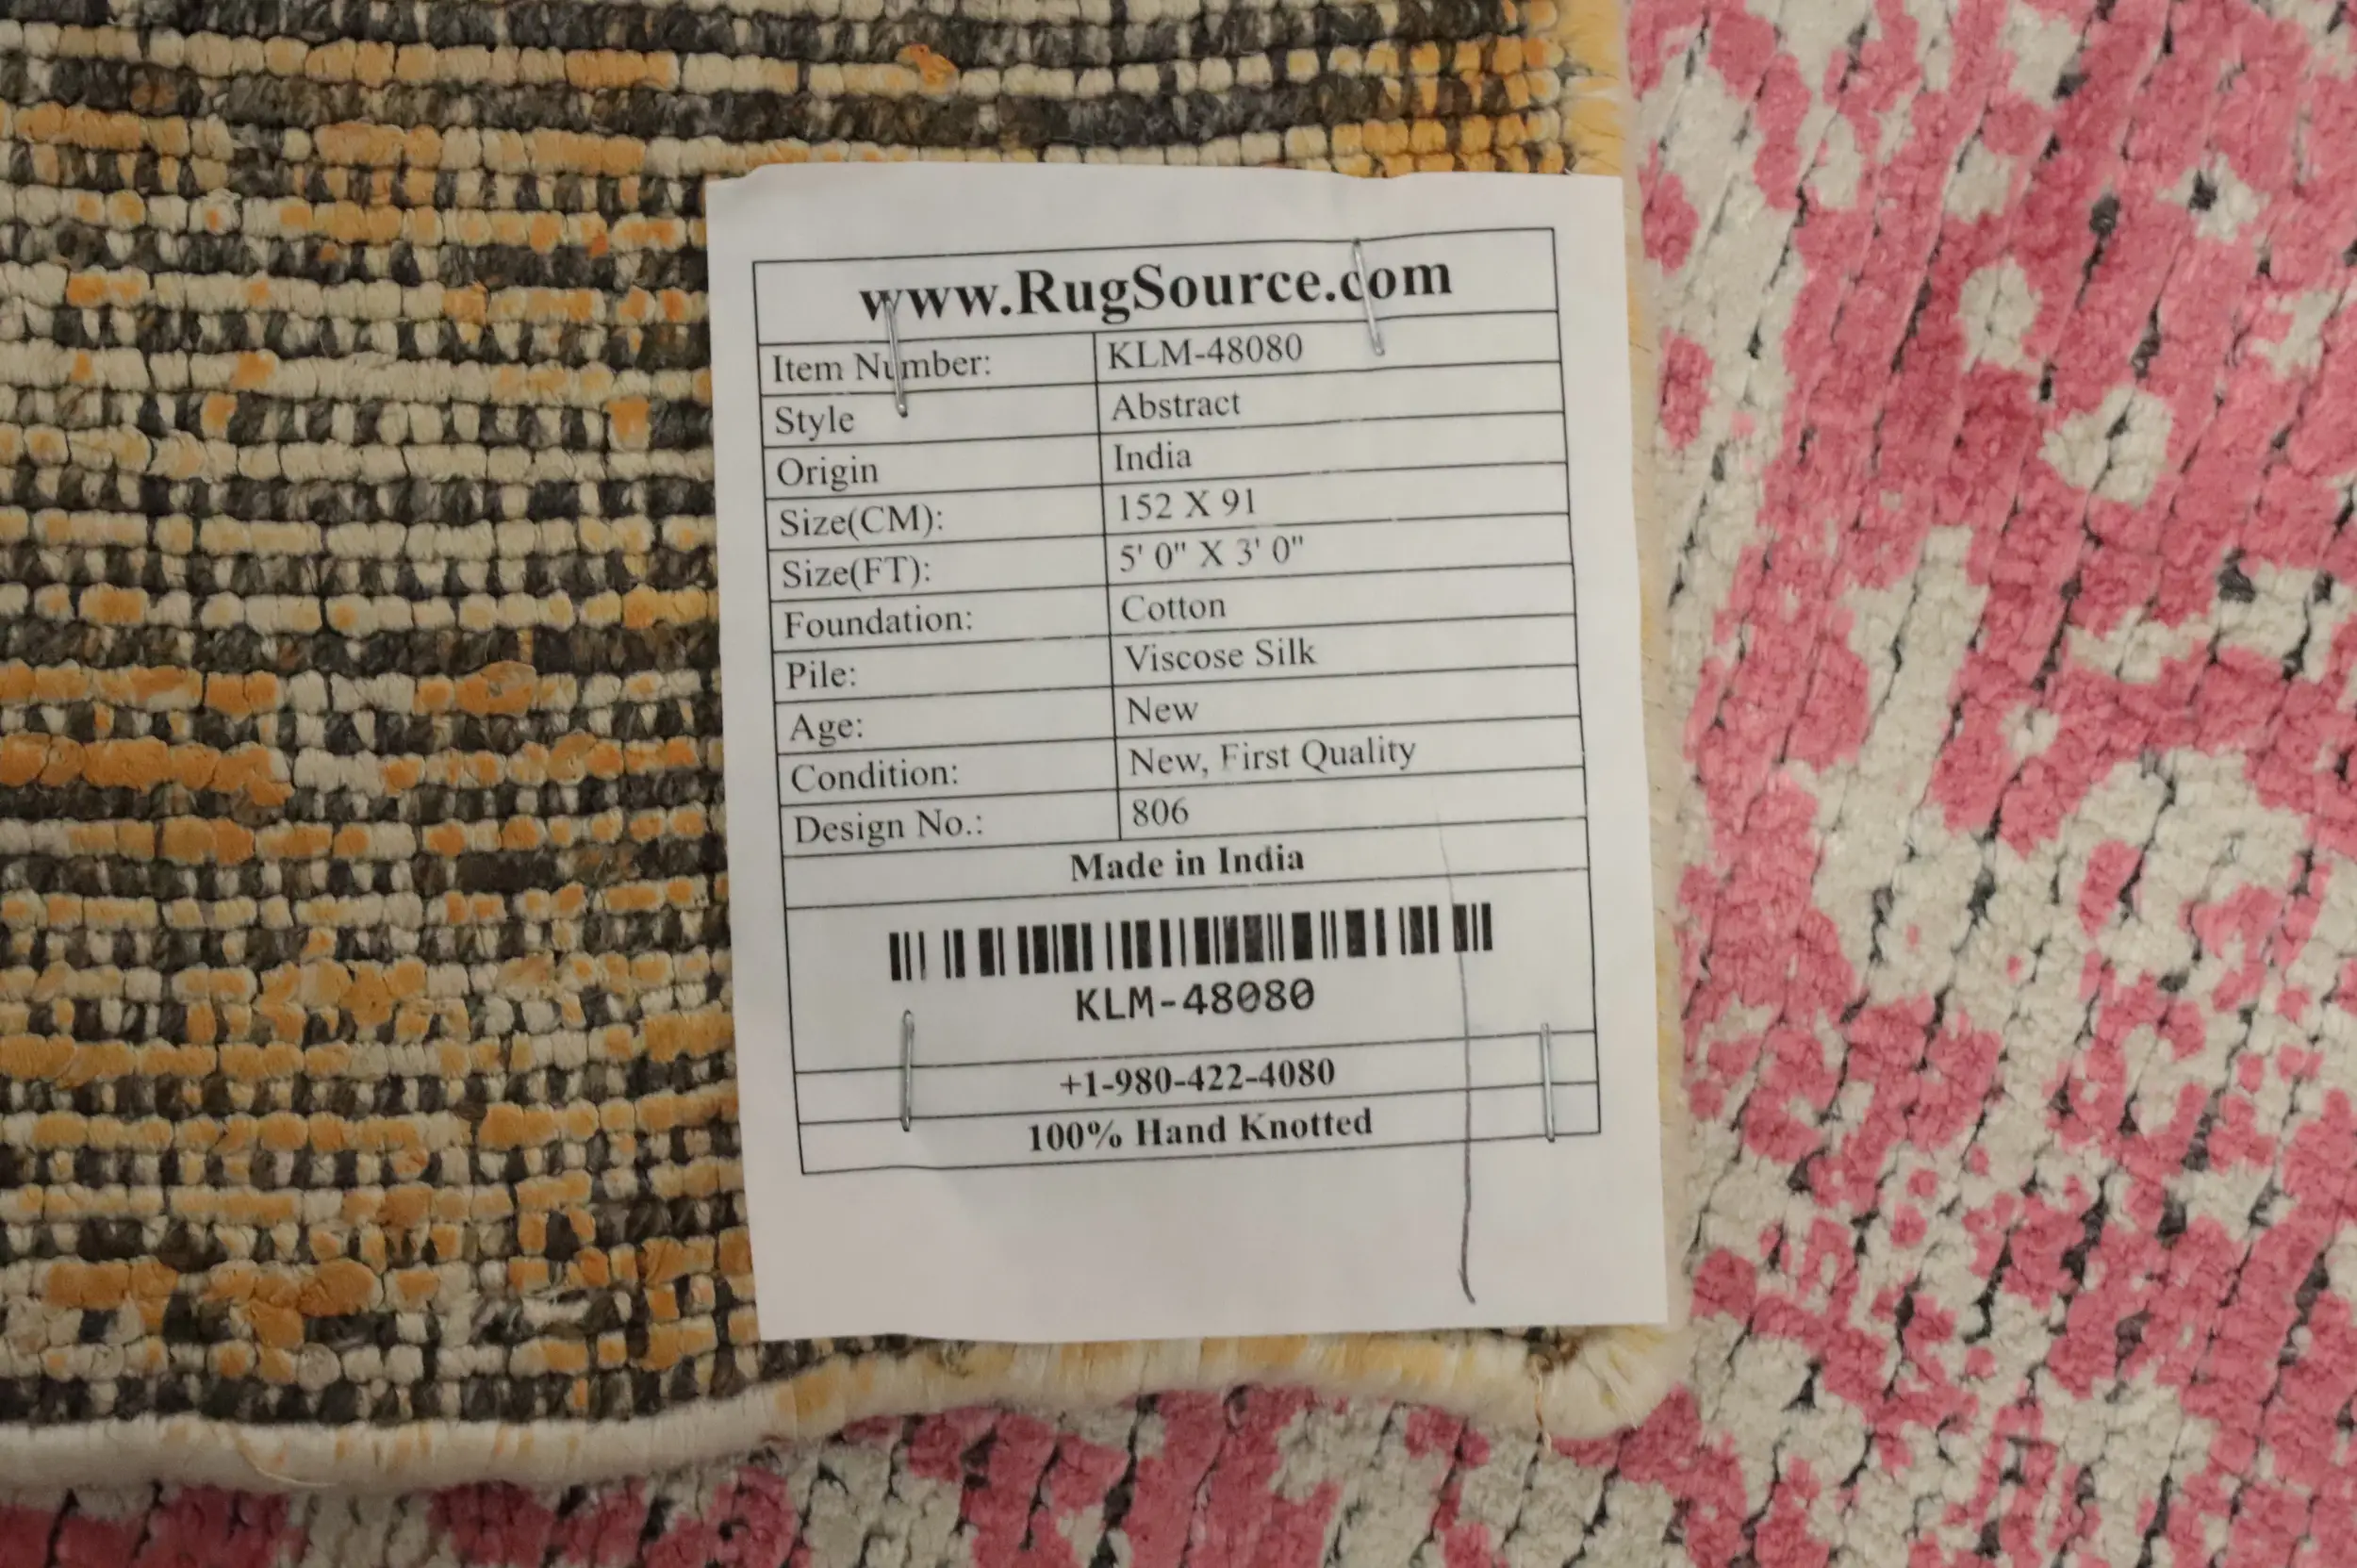 www.RugSource.com
Item Number: KLM-48080
Style Abstract
Origin India
Size(CM): 152 X 91
Size(FT): 5' 0" X 3' 0"
Foundation: Cotton
Pile: Viscose Silk
Age: New
Condition: New, First Quality
Design No.: 806
Made in India
KLM-48080
+1-980-422-4080
100% Hand Knotted